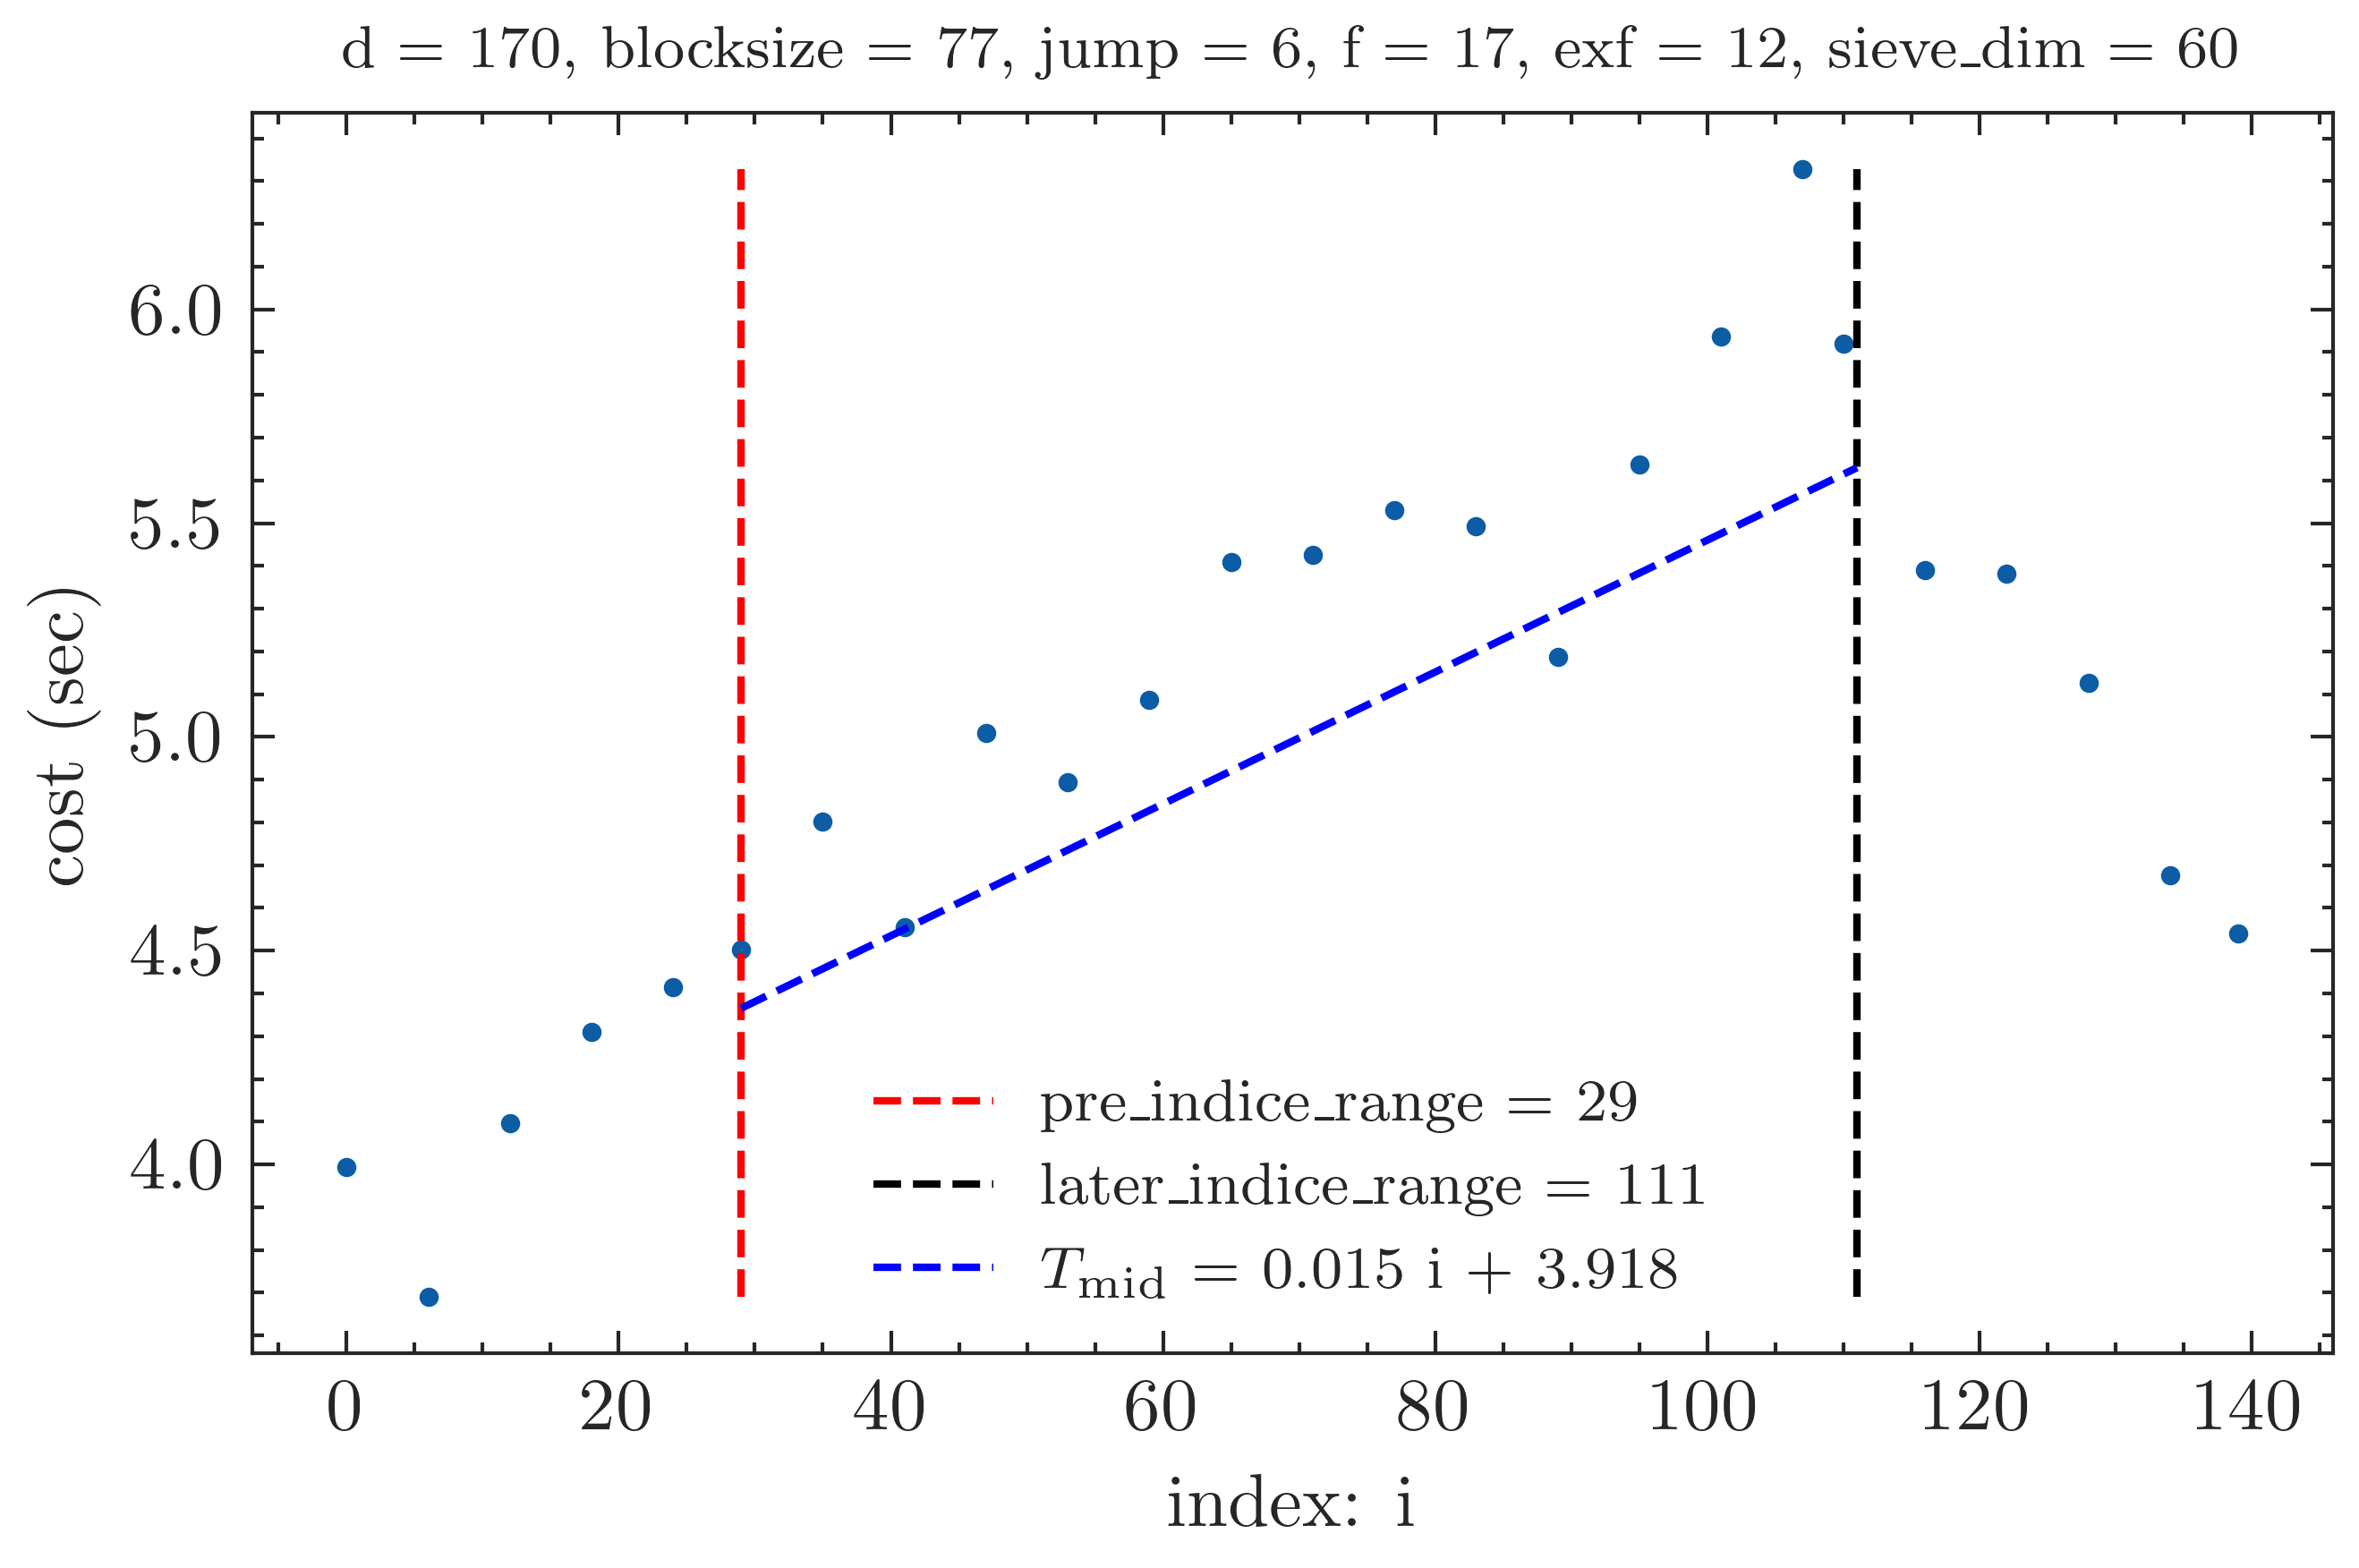 d = 170, blocksize = 77, jump = 6, f = 17, exf = 12, sieve_dim = 60
cost (sec)
6.0
5.5
5.0
4.5
4.0
pre_indice_range = 29
later_indice_range = 111
T_mid = 0.015 i + 3.918
0 20 40 60 80 100 120 140
index: i